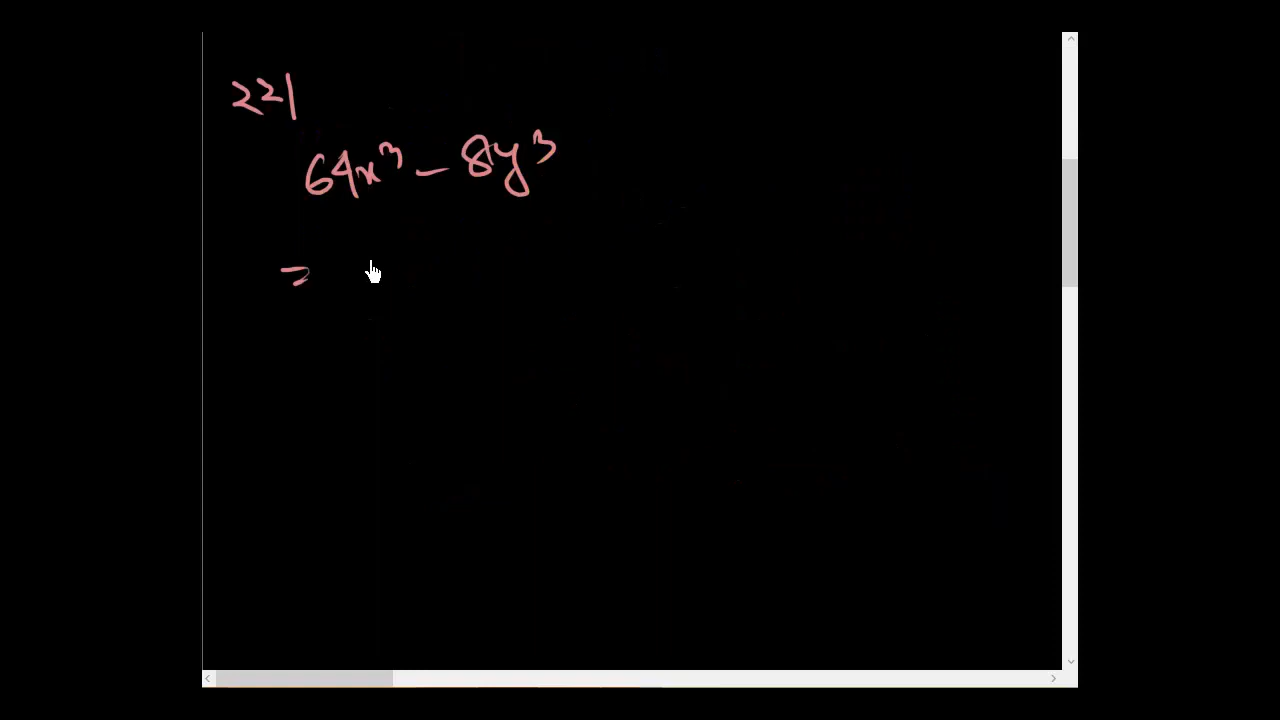 221
64x³ - 8y³
=